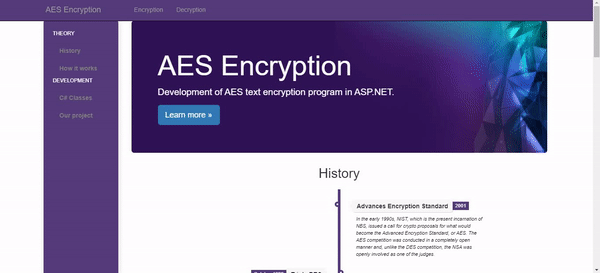 AES Encryption
Encryption
Decryption
THEORY
History
How it works
DEVELOPMENT
C# Classes
Our project
AES Encryption
Development of AES text encryption program in ASP.NET.
Learn more »
History
Advances Encryption Standard 2001
In the early 1990s, NIST, which is the present incarnation of
NBS, issued a call for crypto proposals for what would
become the Advanced Encryption Standard, or AES. The
AES competition was conducted in a completely open
manner and, unlike the DES competition, the NSA was
openly involved as one of the judges.